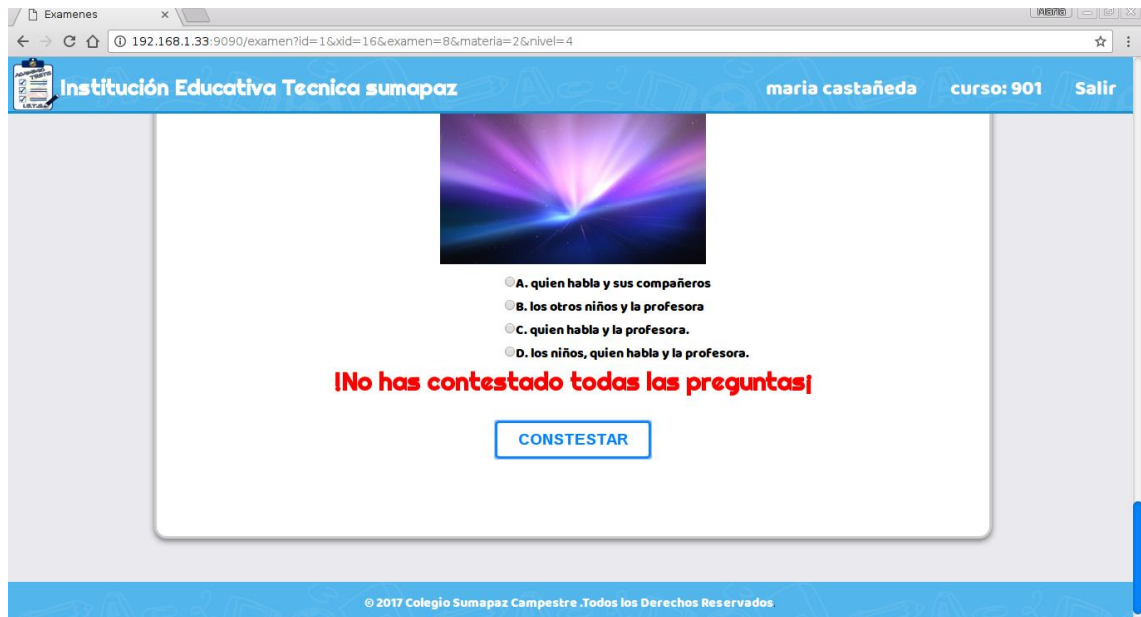 Examenes
Maria
192.168.1.33:9090/examen?id=1&xid=16&examen=8&materia=2&nivel=4
Institución Educativa Tecnica sumapaz
maria castañeda
curso: 901
Salir
A. quien habla y sus compañeros
B. los otros niños y la profesora
C. quien habla y la profesora.
D. los niños, quien habla y la profesora.
!No has contestado todas las preguntas¡
CONSTESTAR
© 2017 Colegio Sumapaz Campestre .Todos los Derechos Reservados.